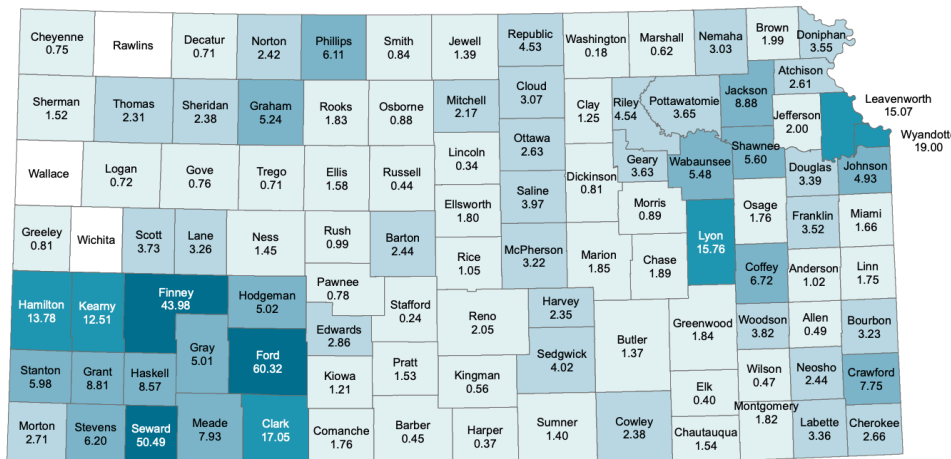 Cheyenne
0.75
Rawlins
Decatur
0.71
Norton
2.42
Phillips
6.11
Smith
0.84
Jewell
1.39
Republic
4.53
Washington
0.18
Marshall
0.62
Nemaha
3.03
Brown
1.99
Doniphan
3.55
Atchison
2.61
Sherman
1.52
Thomas
2.31
Sheridan
2.38
Graham
5.24
Rooks
1.83
Osborne
0.88
Mitchell
2.17
Cloud
3.07
Clay
1.25
Riley
4.54
Pottawatomie
3.65
Jackson
8.88
Jefferson
2.00
Leavenworth
15.07
Wyandott
19.00
Ottawa
2.63
Lincoln
0.34
Wallace
Logan
0.72
Gove
0.76
Trego
0.71
Ellis
1.58
Russell
0.44
Ellsworth
1.80
Saline
3.97
Dickinson
0.81
Geary
3.63
Wabaunsee
5.48
Shawnee
5.60
Douglas
3.39
Johnson
4.93
Morris
0.89
Osage
1.76
Franklin
3.52
Miami
1.66
Greeley
0.81
Wichita
Scott
3.73
Lane
3.26
Ness
1.45
Rush
0.99
Barton
2.44
Rice
1.05
McPherson
3.22
Marion
1.85
Chase
1.89
Lyon
15.76
Coffey
6.72
Anderson
1.02
Linn
1.75
Hamilton
13.78
Kearny
12.51
Finney
43.98
Hodgeman
5.02
Pawnee
0.78
Stafford
0.24
Edwards
2.86
Reno
2.05
Harvey
2.35
Butler
1.37
Greenwood
1.84
Woodson
3.82
Allen
0.49
Bourbon
3.23
Gray
5.01
Ford
60.32
Stanton
5.98
Grant
8.81
Haskell
8.57
Kiowa
1.21
Pratt
1.53
Kingman
0.56
Sedgwick
4.02
Elk
0.40
Wilson
0.47
Neosho
2.44
Crawford
7.75
Morton
2.71
Stevens
6.20
Seward
50.49
Meade
7.93
Clark
17.05
Comanche
1.76
Barber
0.45
Harper
0.37
Sumner
1.40
Cowley
2.38
Chautauqua
1.54
Montgomery
1.82
Labette
3.36
Cherokee
2.66